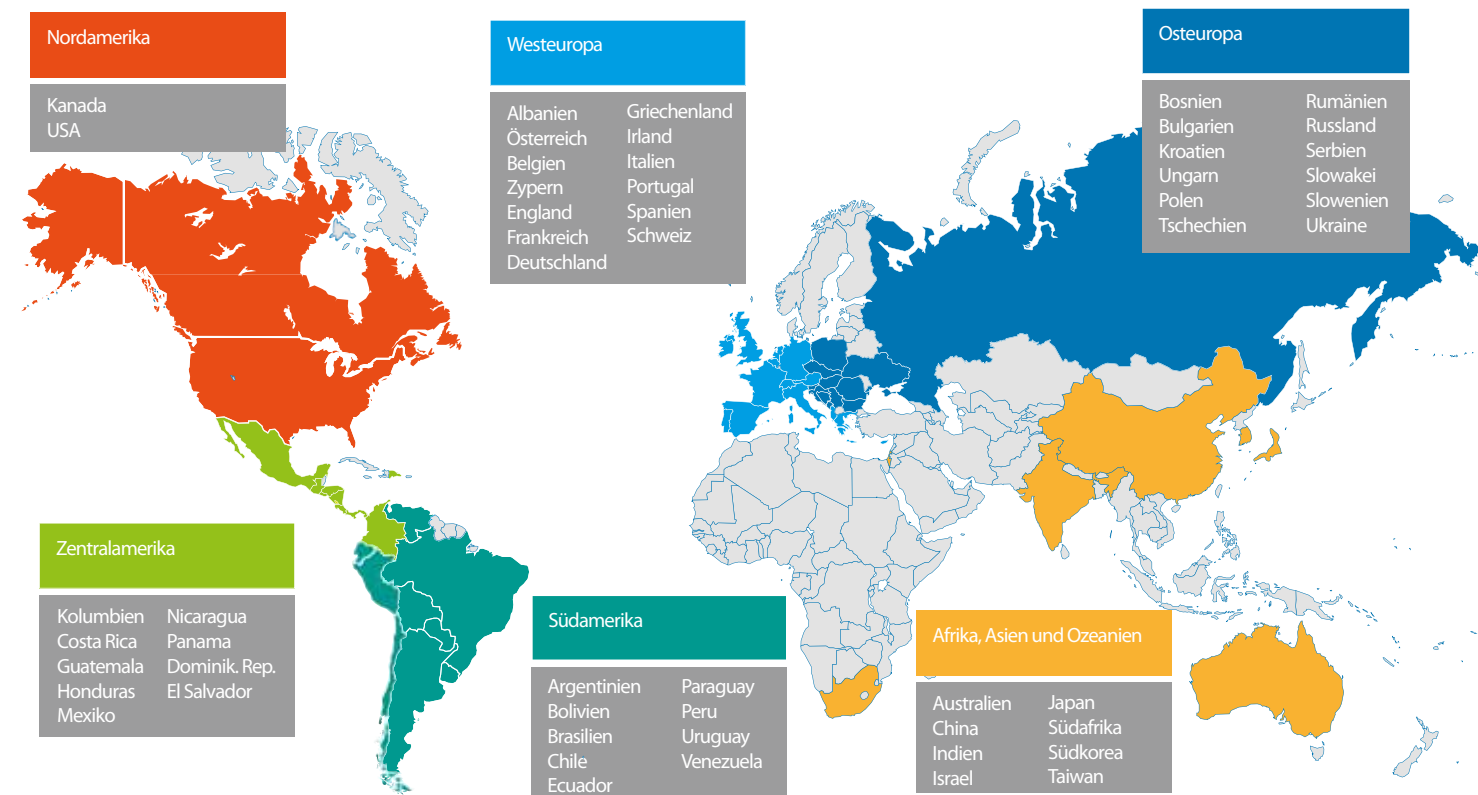 Nordamerika
Kanada
USA
Westeuropa
Albanien
Österreich
Belgien
Zypern
England
Frankreich
Deutschland
Griechenland
Irland
Italien
Portugal
Spanien
Schweiz
Osteuropa
Bosnien
Bulgarien
Kroatien
Ungarn
Polen
Tschechien
Rumänien
Russland
Serbien
Slowakei
Slowenien
Ukraine
Zentralamerika
Kolumbien
Costa Rica
Guatemala
Honduras
Mexiko
Nicaragua
Panama
Dominik. Rep.
El Salvador
Südamerika
Argentinien
Bolivien
Brasilien
Chile
Ecuador
Paraguay
Peru
Uruguay
Venezuela
Afrika, Asien und Ozeanien
Australien
China
Indien
Israel
Japan
Südafrika
Südkorea
Taiwan